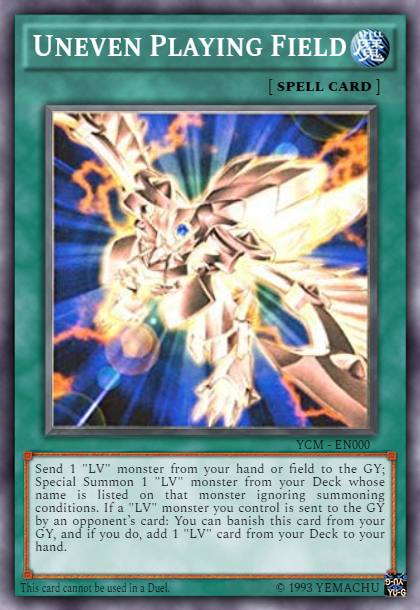 UNEVEN PLAYING FIELD
魔
[ SPELL CARD ]
YCM - EN000
Send 1 "LV" monster from your hand or field to the GY;
Special Summon 1 "LV" monster from your Deck whose
name is listed on that monster ignoring summoning
conditions. If a "LV" monster you control is sent to the GY
by an opponent's card: You can banish this card from your
GY, and if you do, add 1 "LV" card from your Deck to your
hand.
This card cannot be used in a Duel.
© 1993 YEMACHU